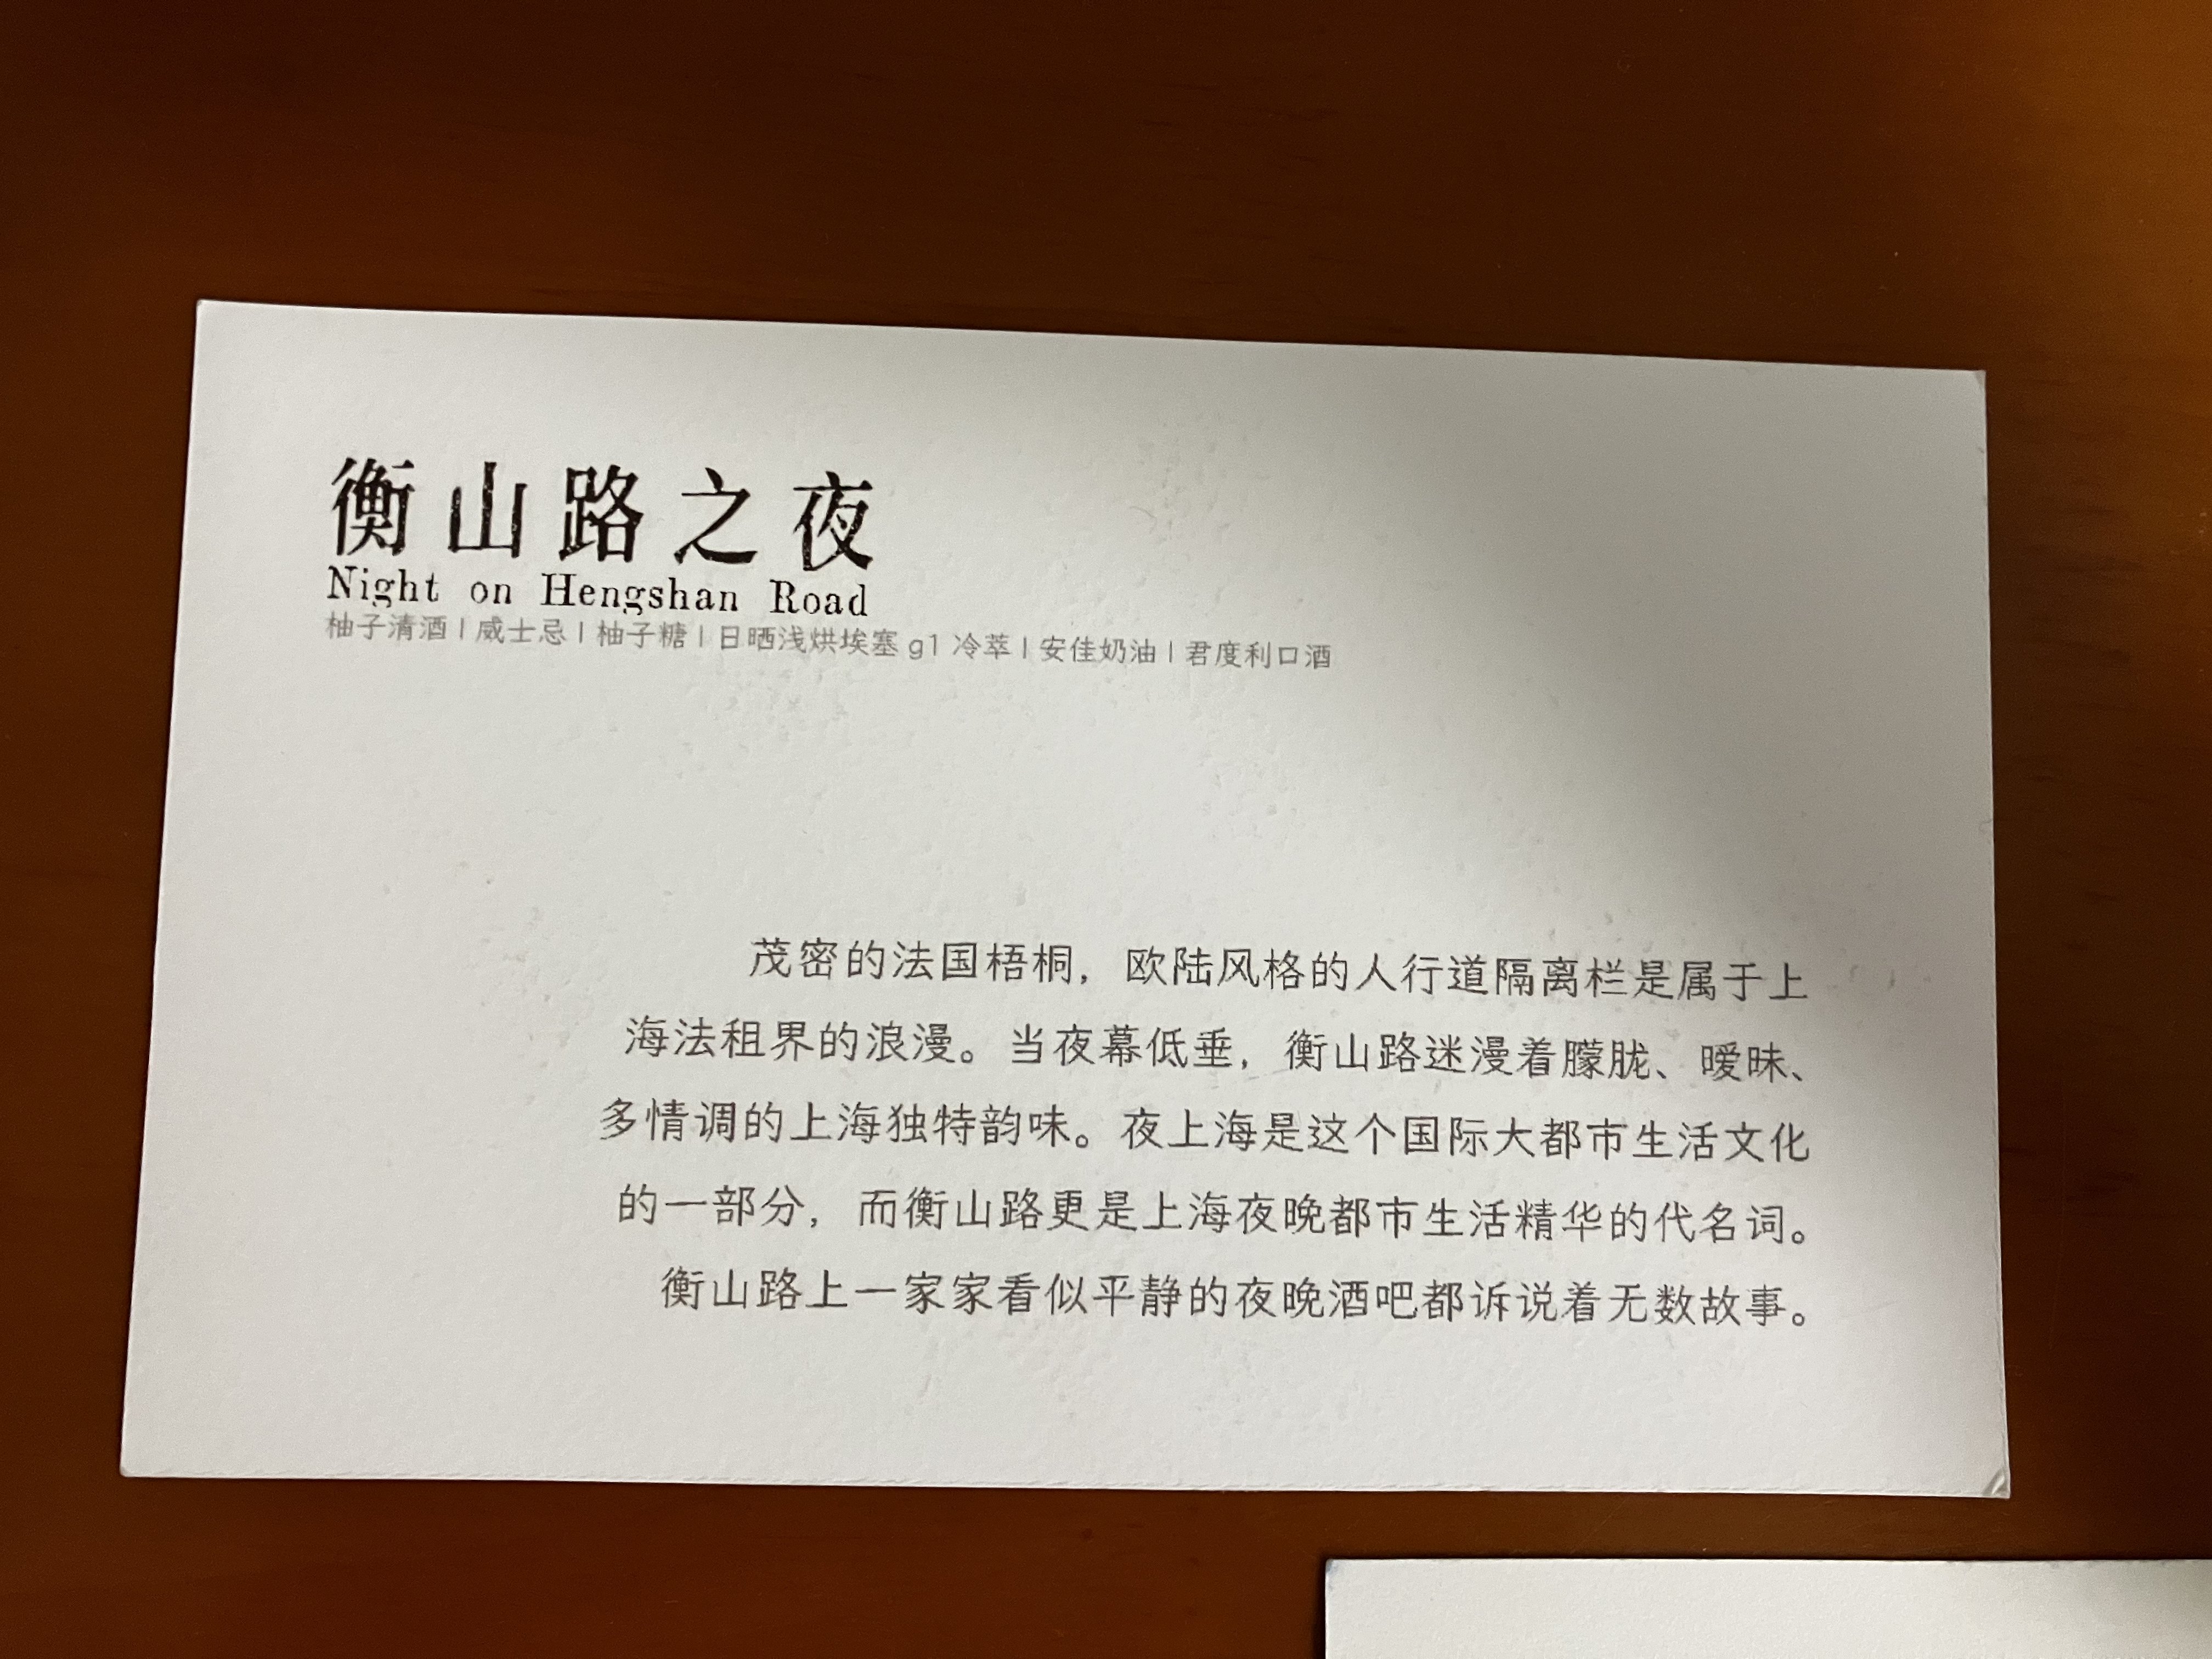 衡山路之夜
Night on Hengshan Road
柚子清酒 | 威士忌 | 柚子糖 | 日晒浅烘埃塞 g1 冷萃 | 安佳奶油 | 君度利口酒
茂密的法国梧桐，欧陆风格的人行道隔离栏是属于上
海法租界的浪漫。当夜幕低垂，衡山路迷漫着朦胧、暧昧、
多情调的上海独特韵味。夜上海是这个国际大都市生活文化
的一部分，而衡山路更是上海夜晚都市生活精华的代名词。
衡山路上一家家看似平静的夜晚酒吧都诉说着无数故事。